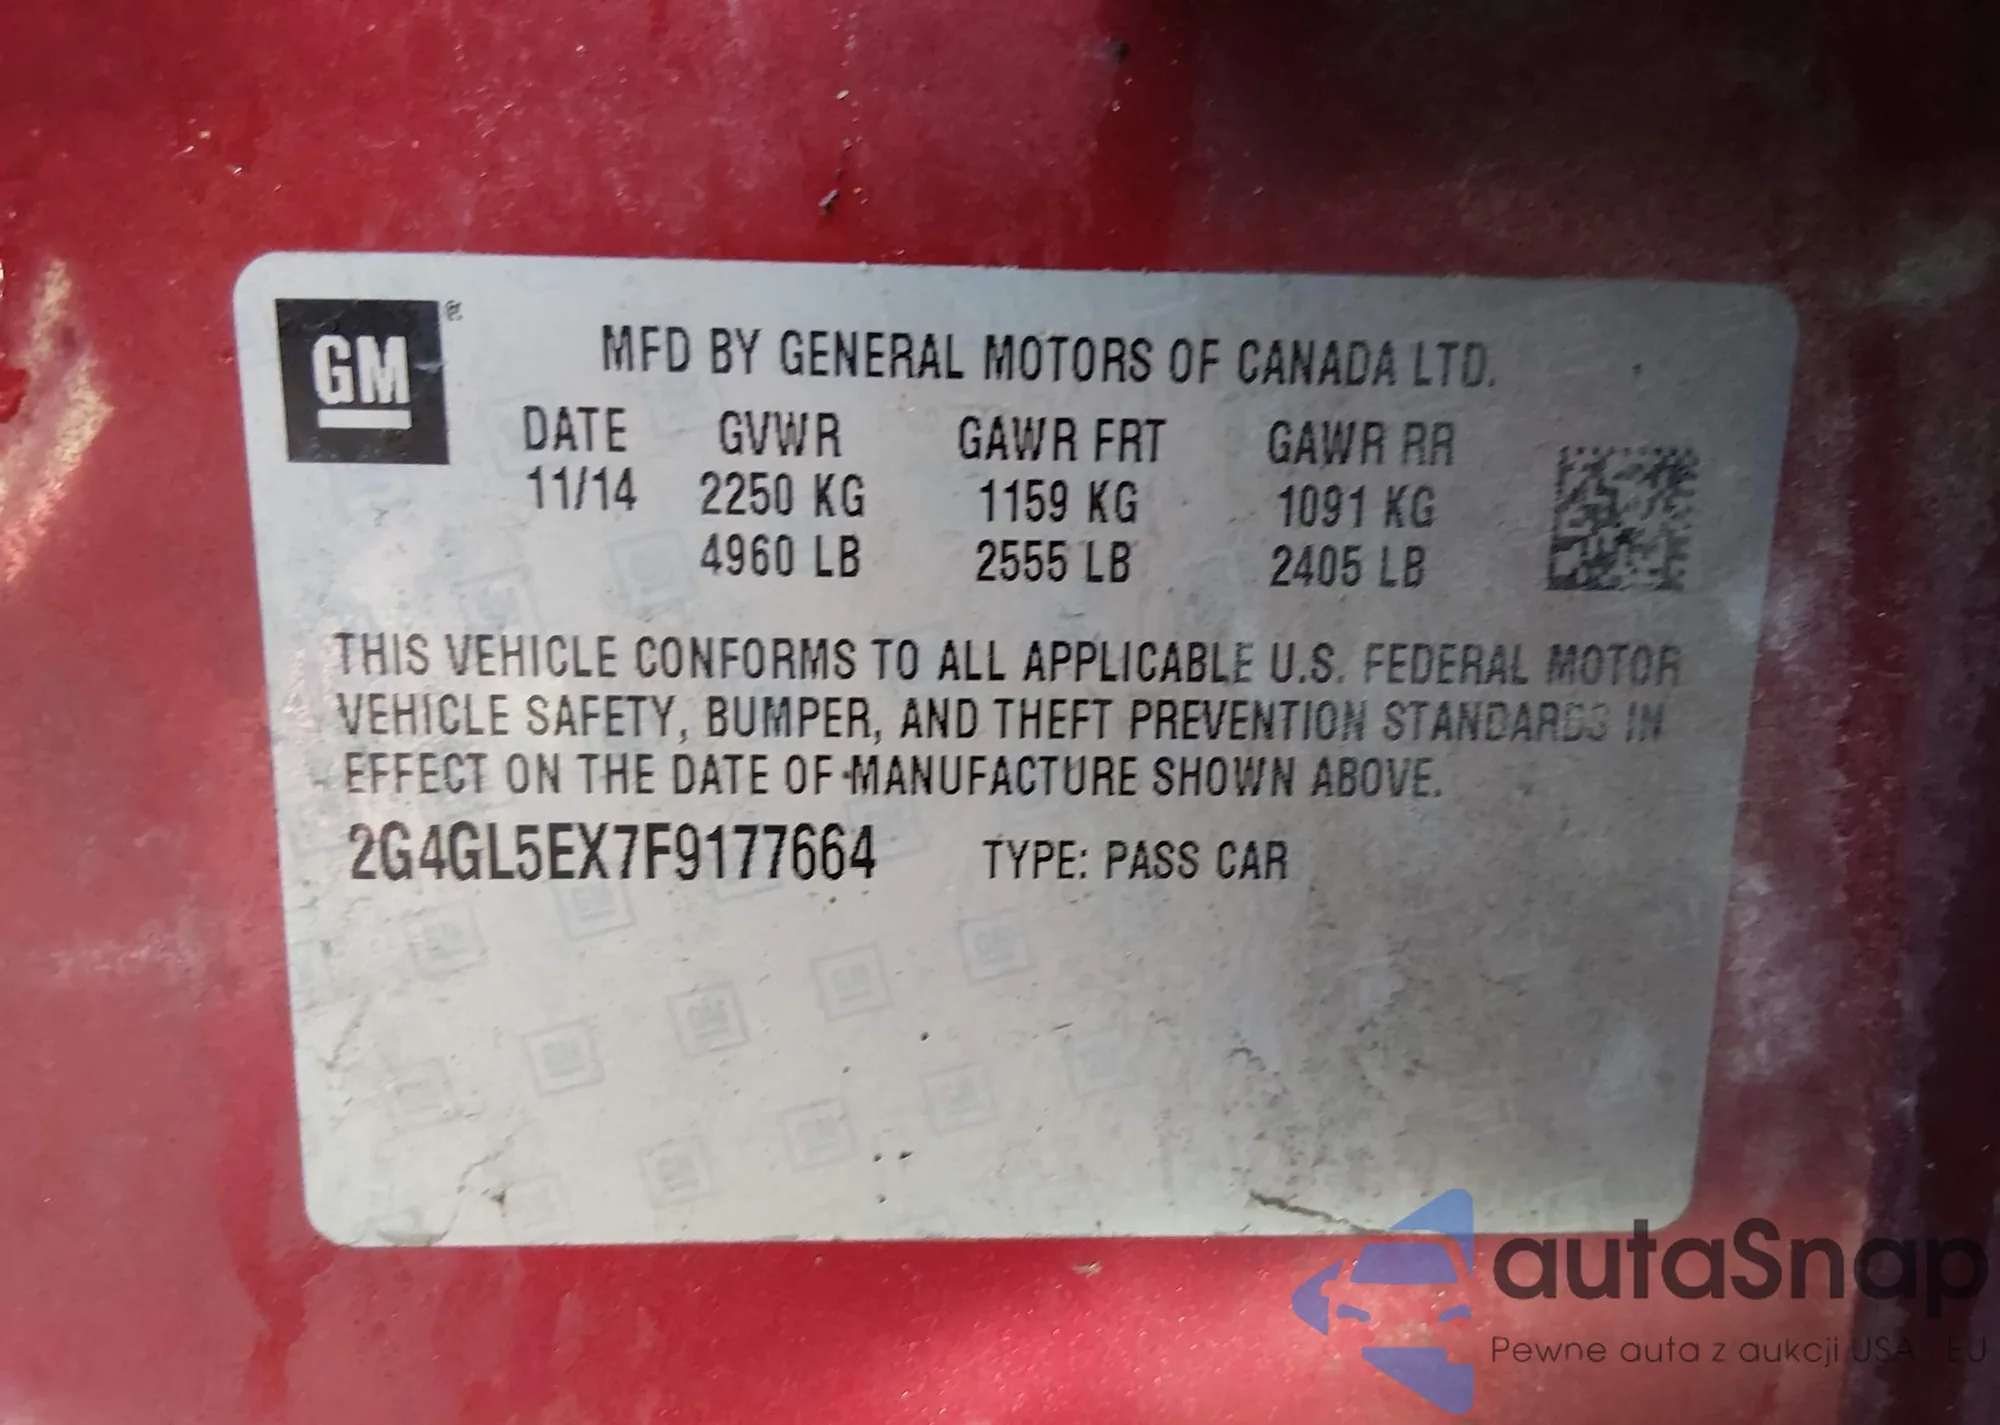 GM®
MFD BY GENERAL MOTORS OF CANADA LTD.
DATE GVWR GAWR FRT GAWR RR
11/14 2250 KG 1159 KG 1091 KG
4960 LB 2555 LB 2405 LB
THIS VEHICLE CONFORMS TO ALL APPLICABLE U.S. FEDERAL MOTOR
VEHICLE SAFETY, BUMPER, AND THEFT PREVENTION STANDARDS IN
EFFECT ON THE DATE OF MANUFACTURE SHOWN ABOVE.
2G4GL5EX7F9177664 TYPE: PASS CAR
autaSnap
Pewne auta z aukcji USA EU